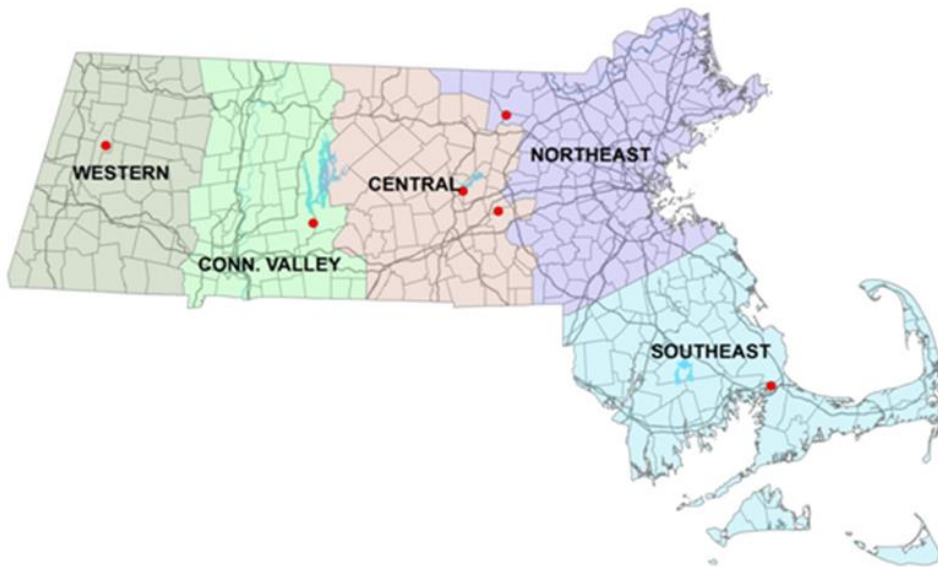 NORTHEAST
WESTERN
CENTRAL
CONN. VALLEY
SOUTHEAST